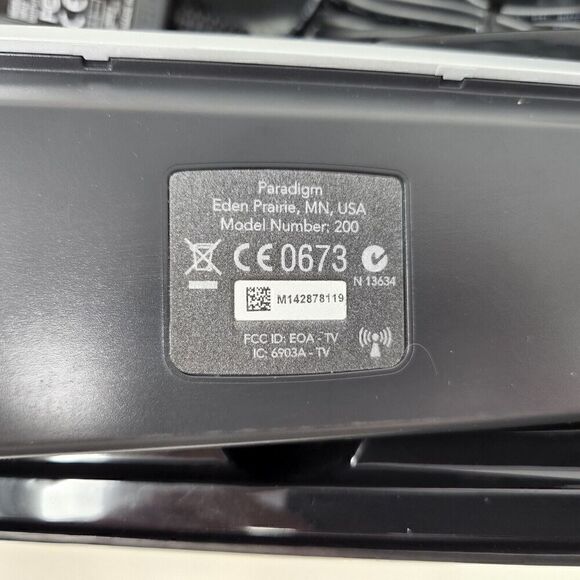 Paradigm
Eden Prairie, MN, USA
Model Number: 200
CE 0673
N 13634
M142878119
FCC ID: EOA - TV
IC: 6903A - TV